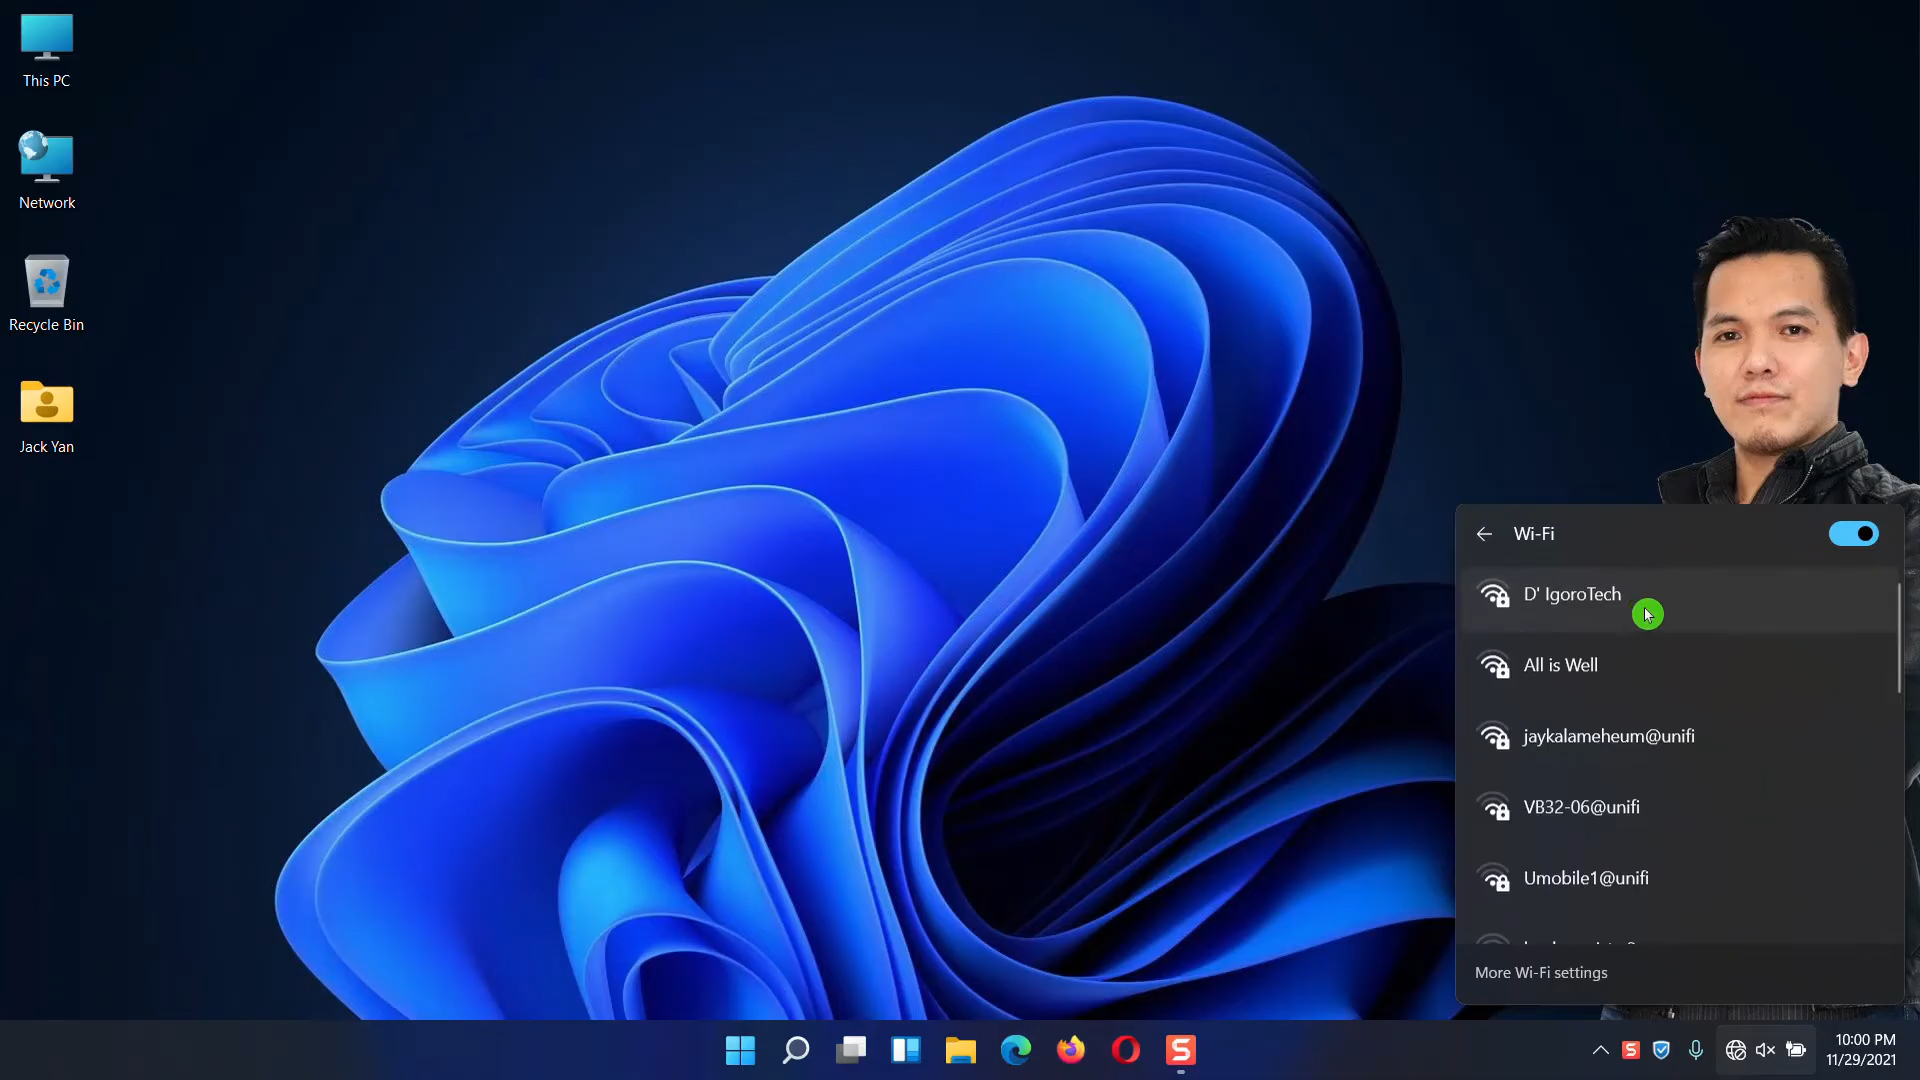 This PC
Network
Recycle Bin
Jack Yan
Wi-Fi
D' IgoroTech
All is Well
jaykalameheum@unifi
VB32-06@unifi
Umobile1@unifi
More Wi-Fi settings
10:00 PM
11/29/2021